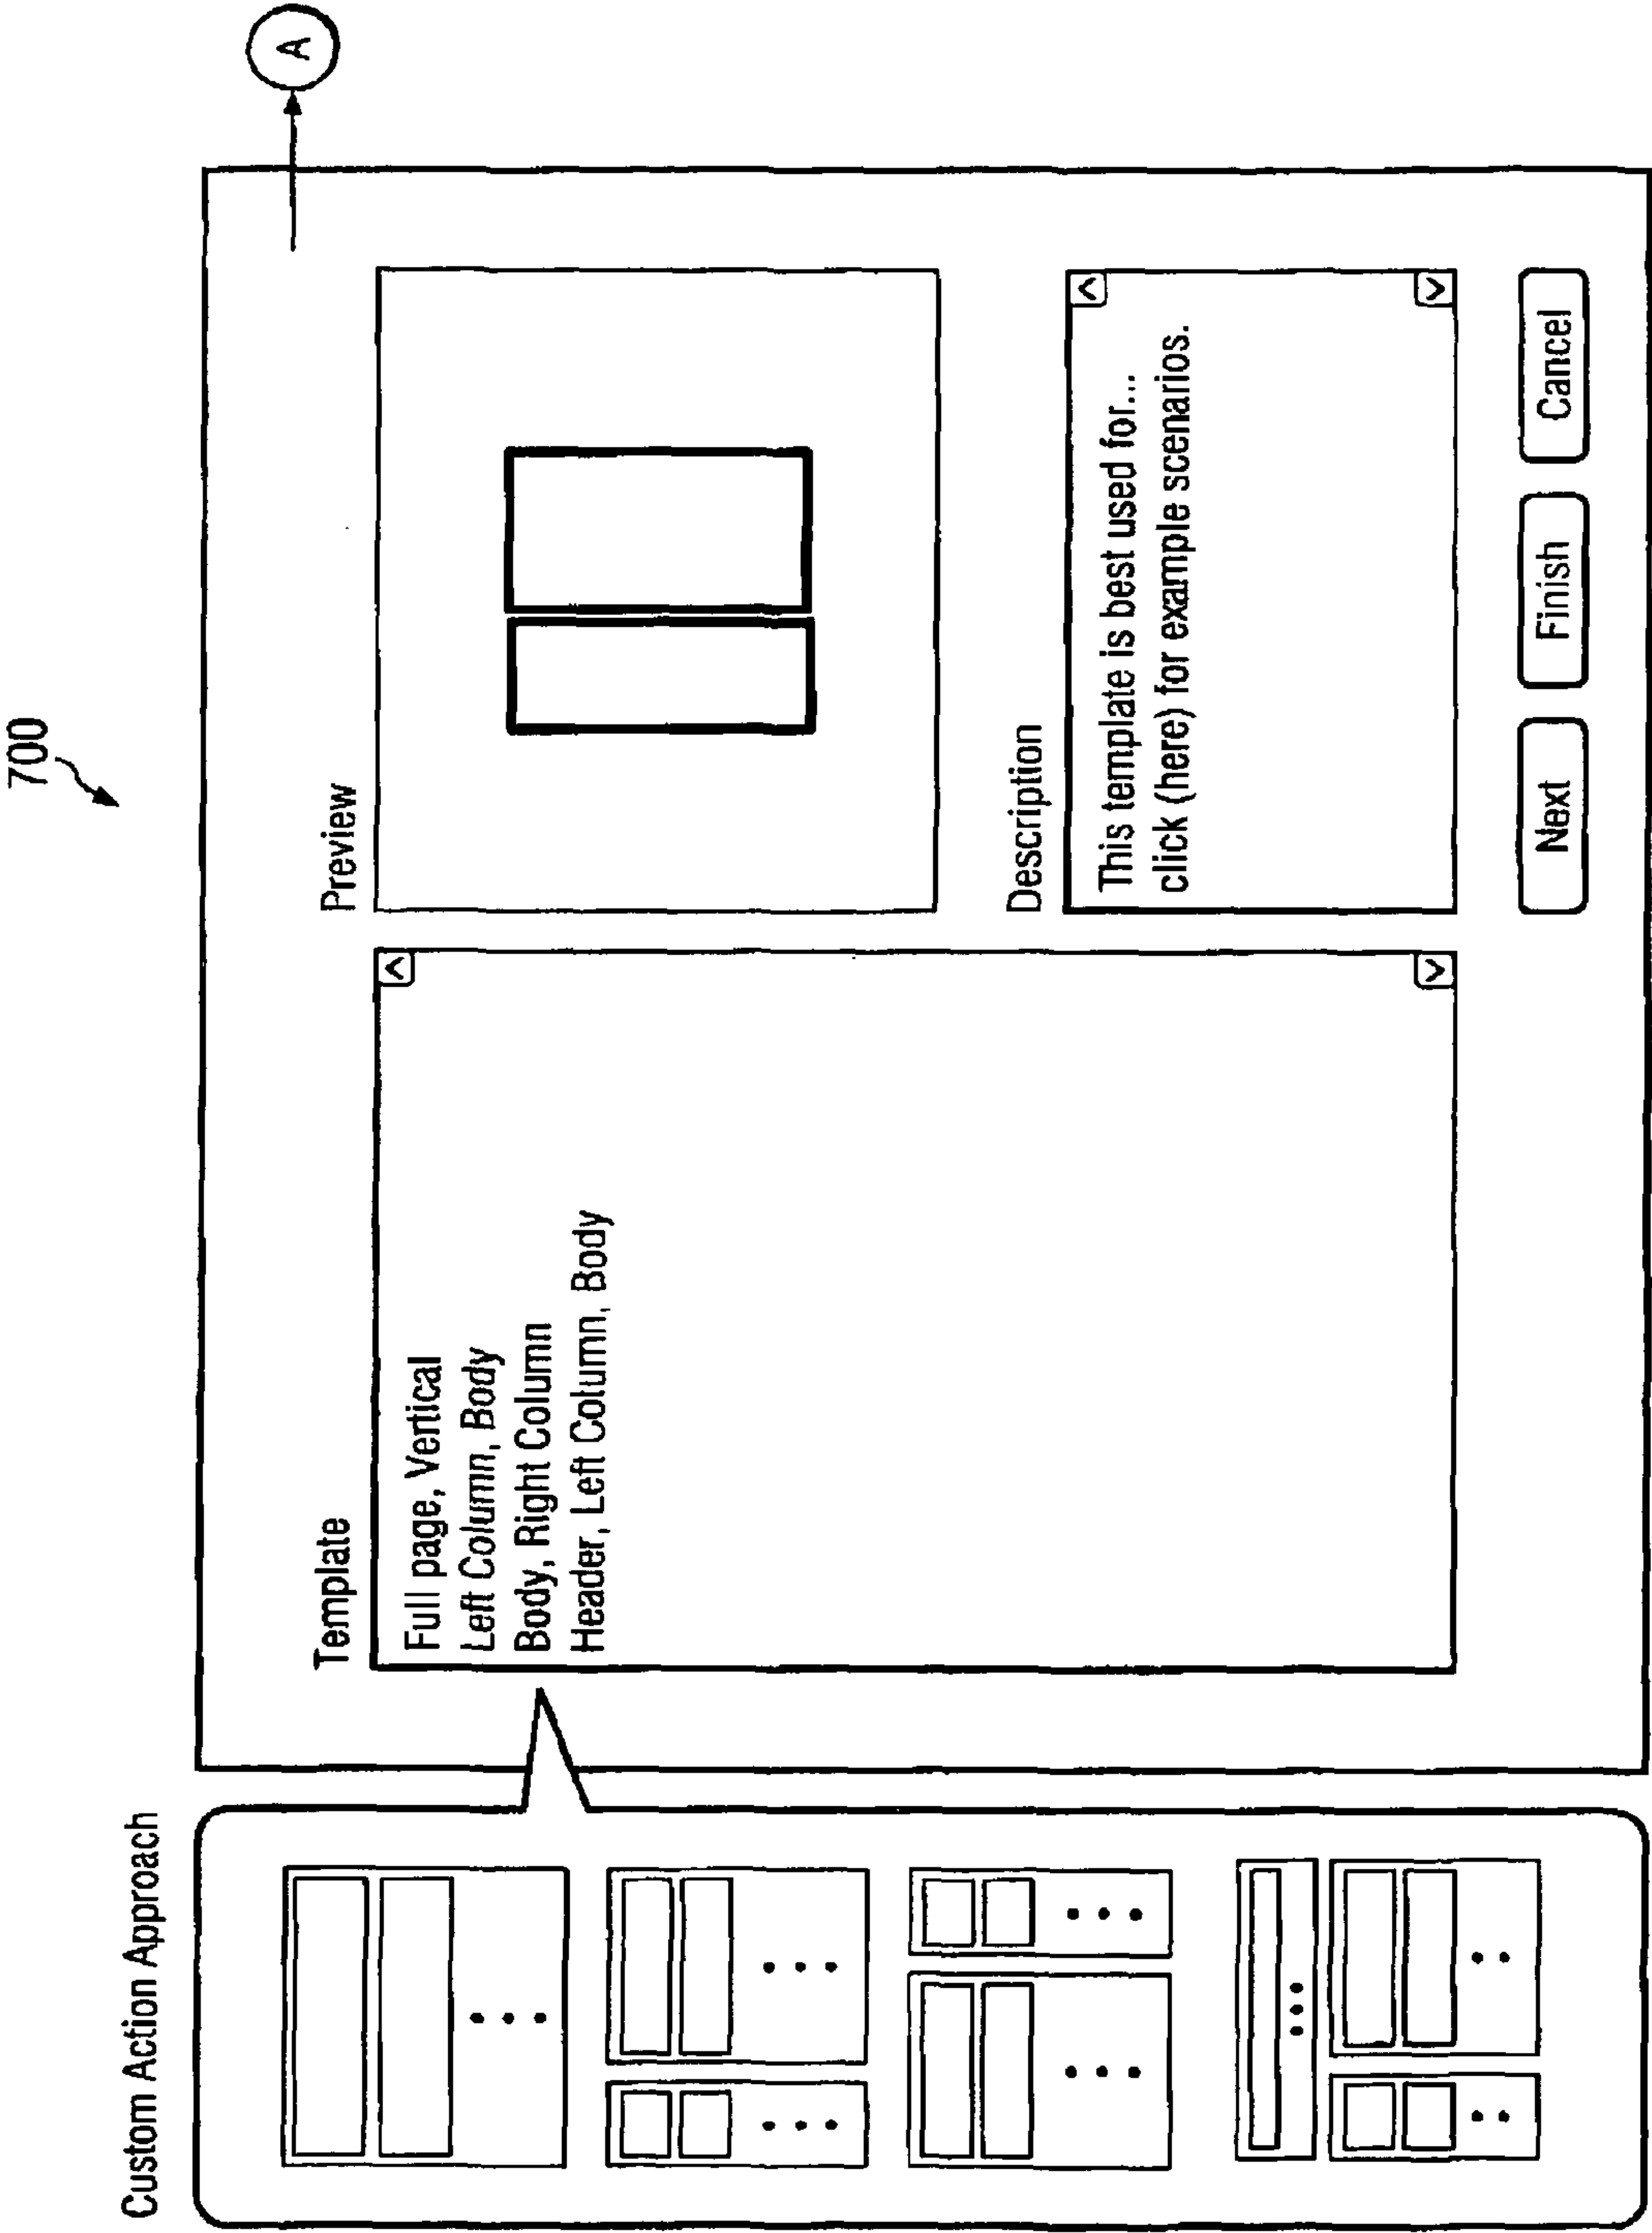 700
Custom Action Approach
A
Template
Full page, Vertical
Left Column, Body
Body, Right Column
Header, Left Column, Body
Preview
Description
This template is best used for...
click (here) for example scenarios.
Next
Finish
Cancel